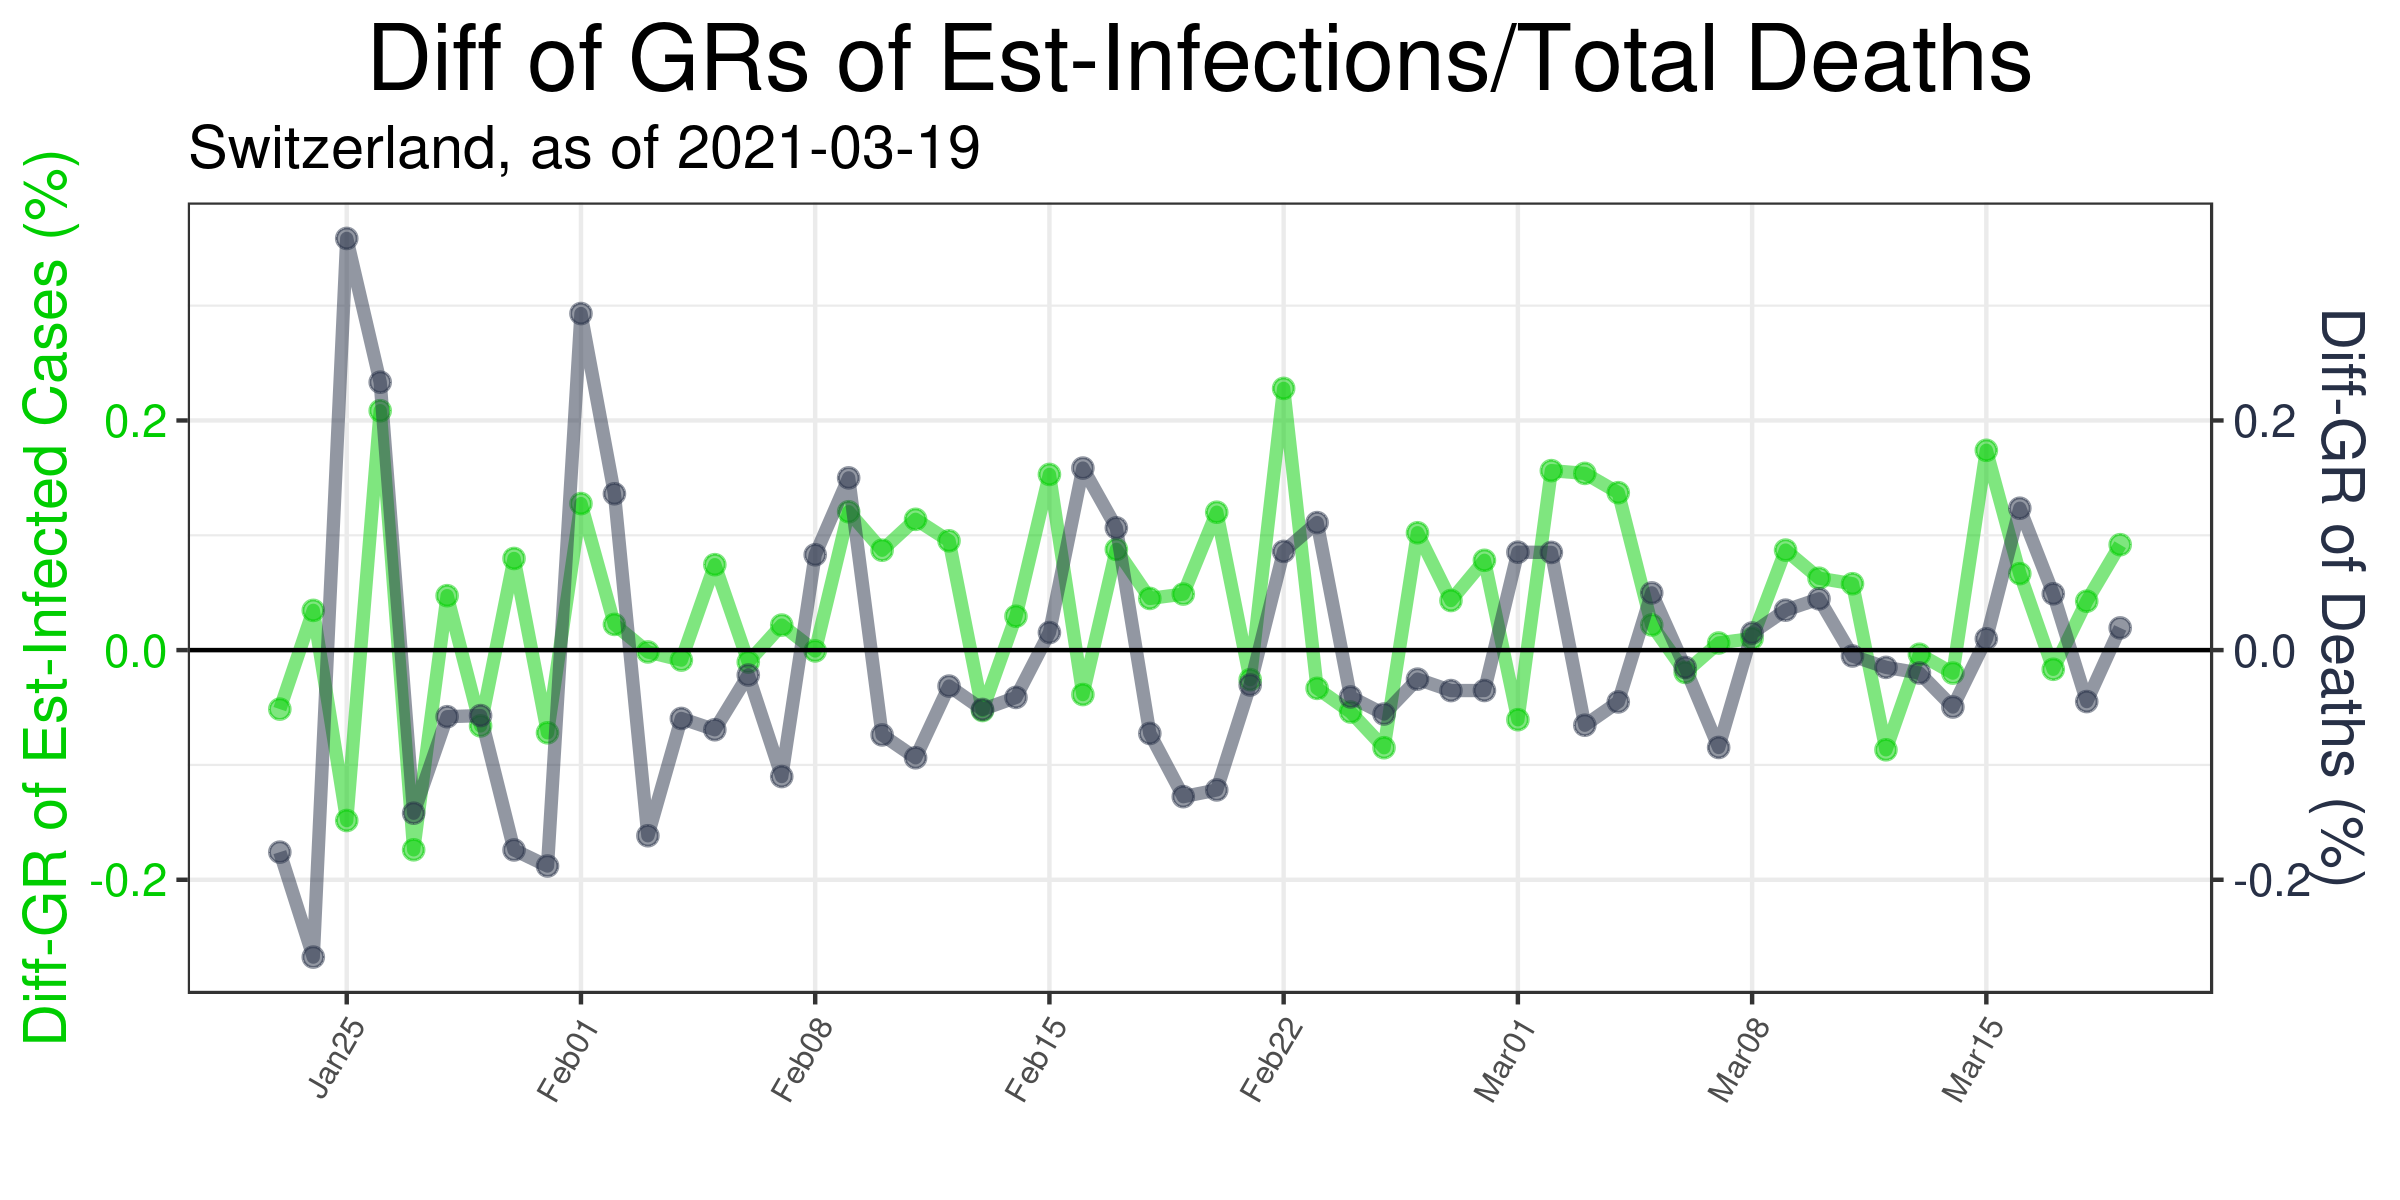 Diff of GRs of Est-Infections/Total Deaths
Switzerland, as of 2021-03-19
Diff-GR of Est-Infected Cases (%)
0.2
0.0
-0.2
0.2
0.0
-0.2
Diff-GR of Deaths (%)
Jan25
Feb01
Feb08
Feb15
Feb22
Mar01
Mar08
Mar15